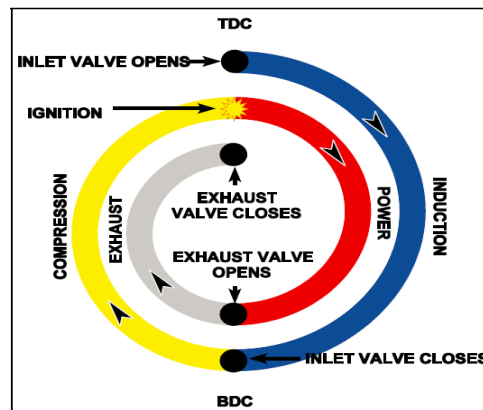 TDC
INLET VALVE OPENS
IGNITION
COMPRESSION
EXHAUST
EXHAUST
VALVE CLOSES
POWER
INDUCTION
EXHAUST VALVE
OPENS
INLET VALVE CLOSES
BDC